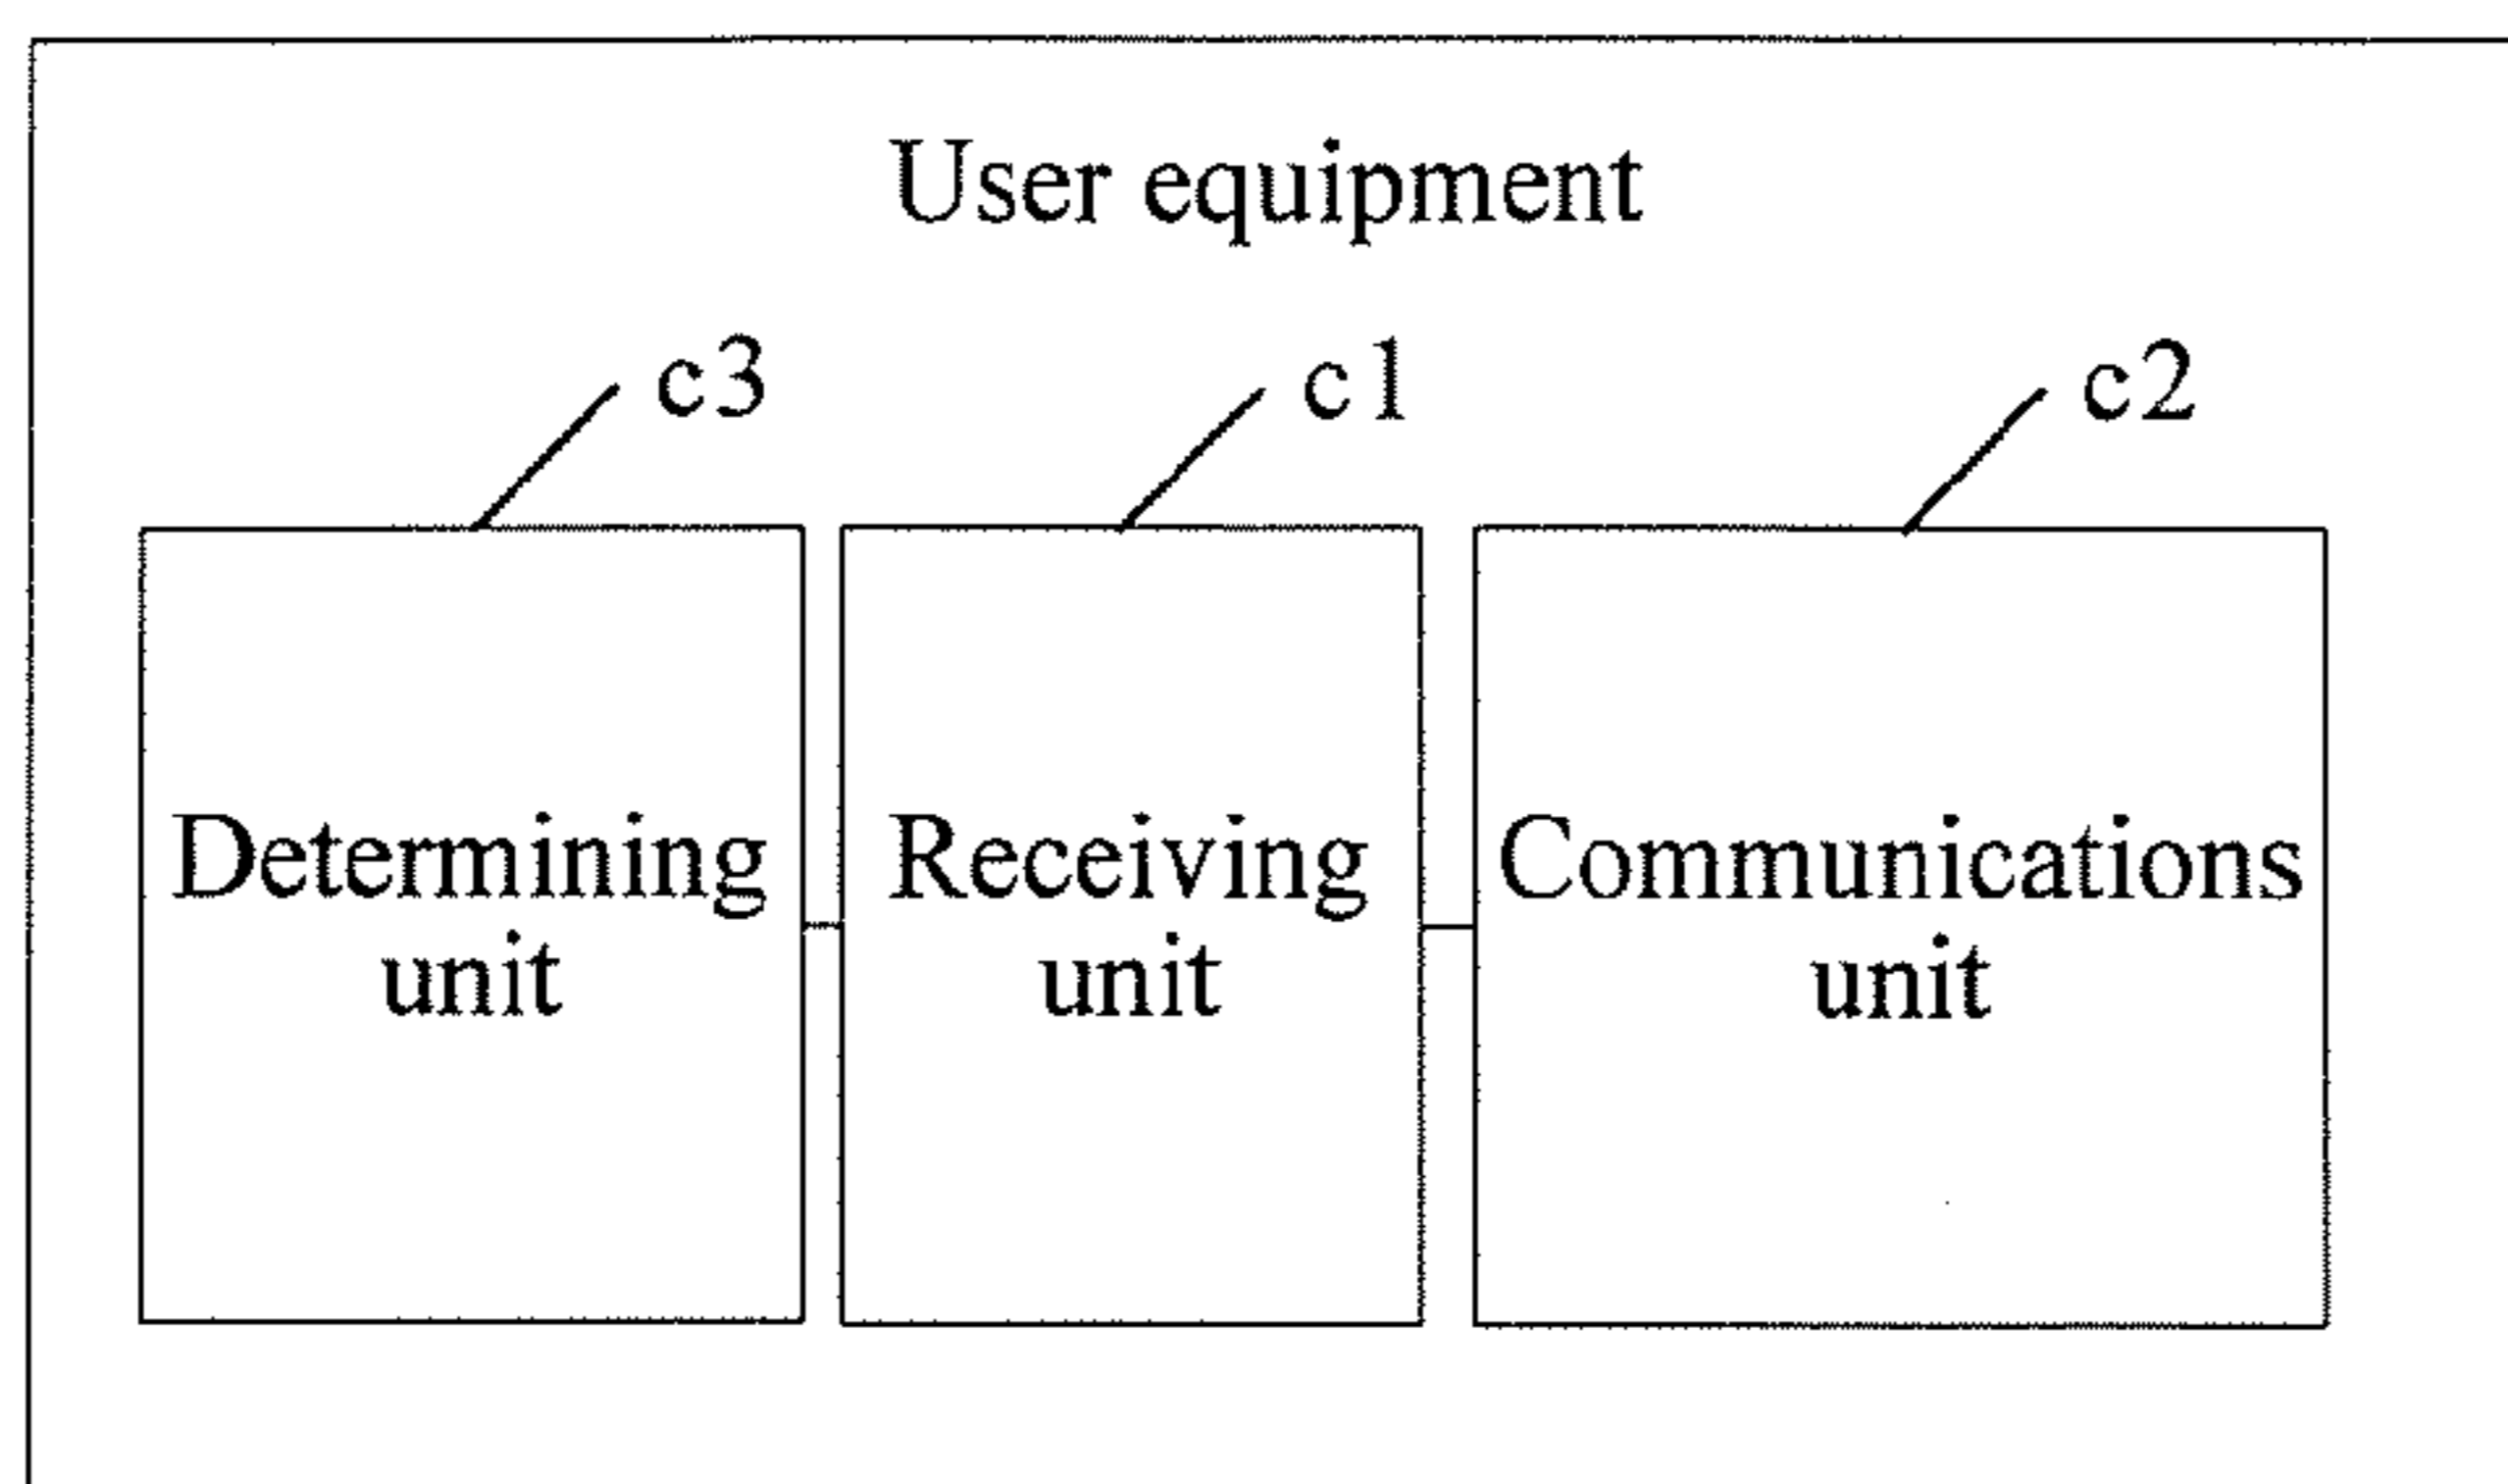 User equipment
c3
c1
c2
Determining
unit
Receiving
unit
Communications
unit